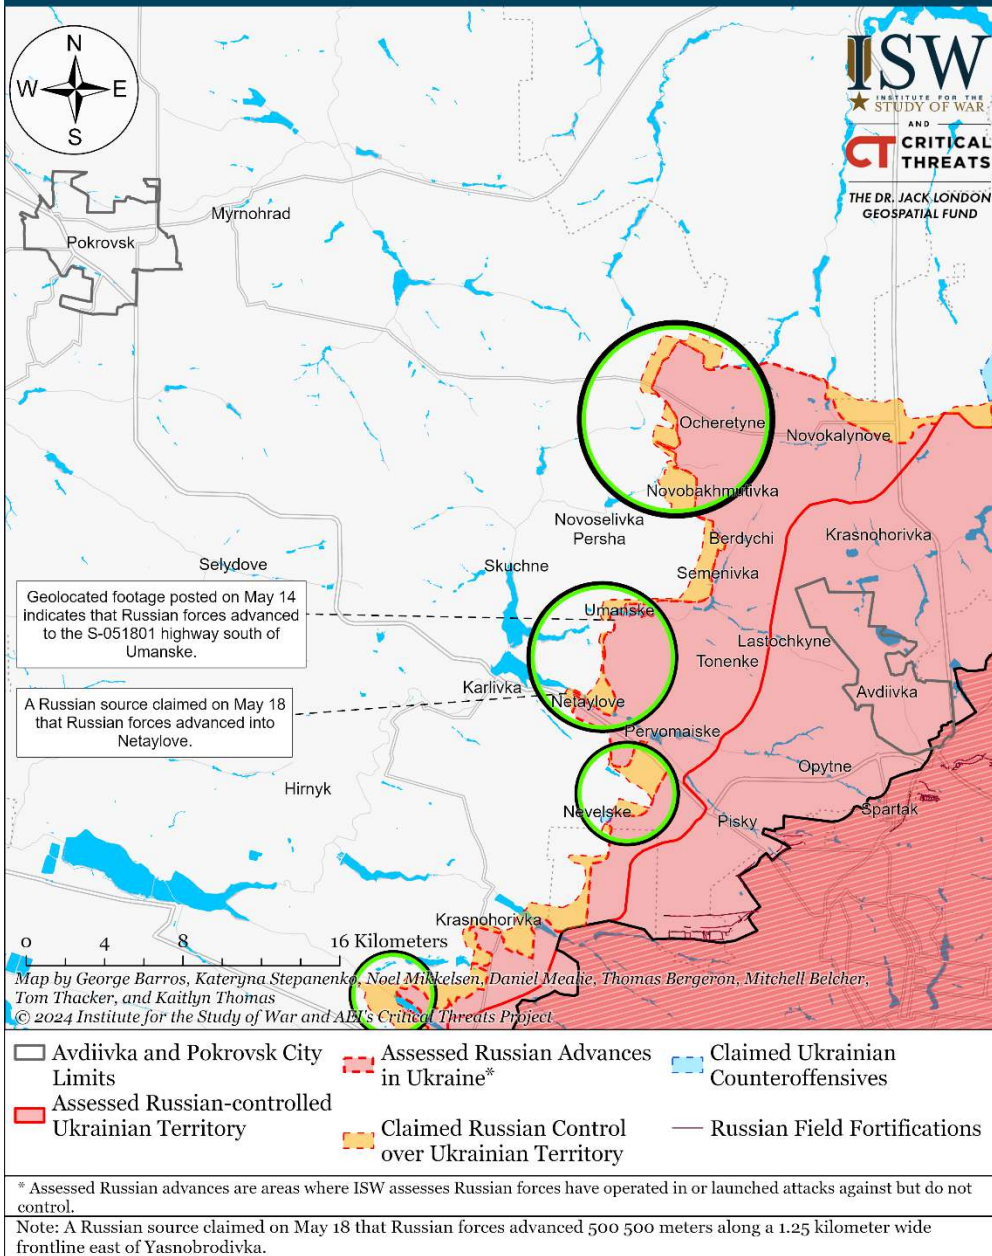 N
W E
S
ISW
INSTITUTE FOR THE
STUDY OF WAR
AND
CT CRITICAL
THREATS
THE DR. JACK LONDON
GEOSPATIAL FUND
Myrnohrad
Pokrovsk
Ocheretyne
Novokalynove
Novobakhmutivka
Novoselivka
Persha
Berdychi
Krasnohorivka
Selydove
Skuchne
Semenivka
Geolocated footage posted on May 14
indicates that Russian forces advanced
to the S-051801 highway south of
Umanske.
Umanske
Lastochkyne
Tonenke
Karlivka
Avdiivka
A Russian source claimed on May 18
that Russian forces advanced into
Netaylove.
Netaylove
Pervomaiske
Opytne
Hirnyk
Nevelske
Pisky
Spartak
Krasnohorivka
0 4 8 16 Kilometers
Map by George Barros, Kateryna Stepanenko, Noel Mikkelsen, Daniel Mealie, Thomas Bergeron, Mitchell Belcher,
Tom Thacker, and Kaitlyn Thomas
© 2024 Institute for the Study of War and AEI's Critical Threats Project
Avdiivka and Pokrovsk City
Limits
Assessed Russian-controlled
Ukrainian Territory
Assessed Russian Advances
in Ukraine*
Claimed Russian Control
over Ukrainian Territory
Claimed Ukrainian
Counteroffensives
Russian Field Fortifications
* Assessed Russian advances are areas where ISW assesses Russian forces have operated in or launched attacks against but do not
control.
Note: A Russian source claimed on May 18 that Russian forces advanced 500 500 meters along a 1.25 kilometer wide
frontline east of Yasnobrodivka.